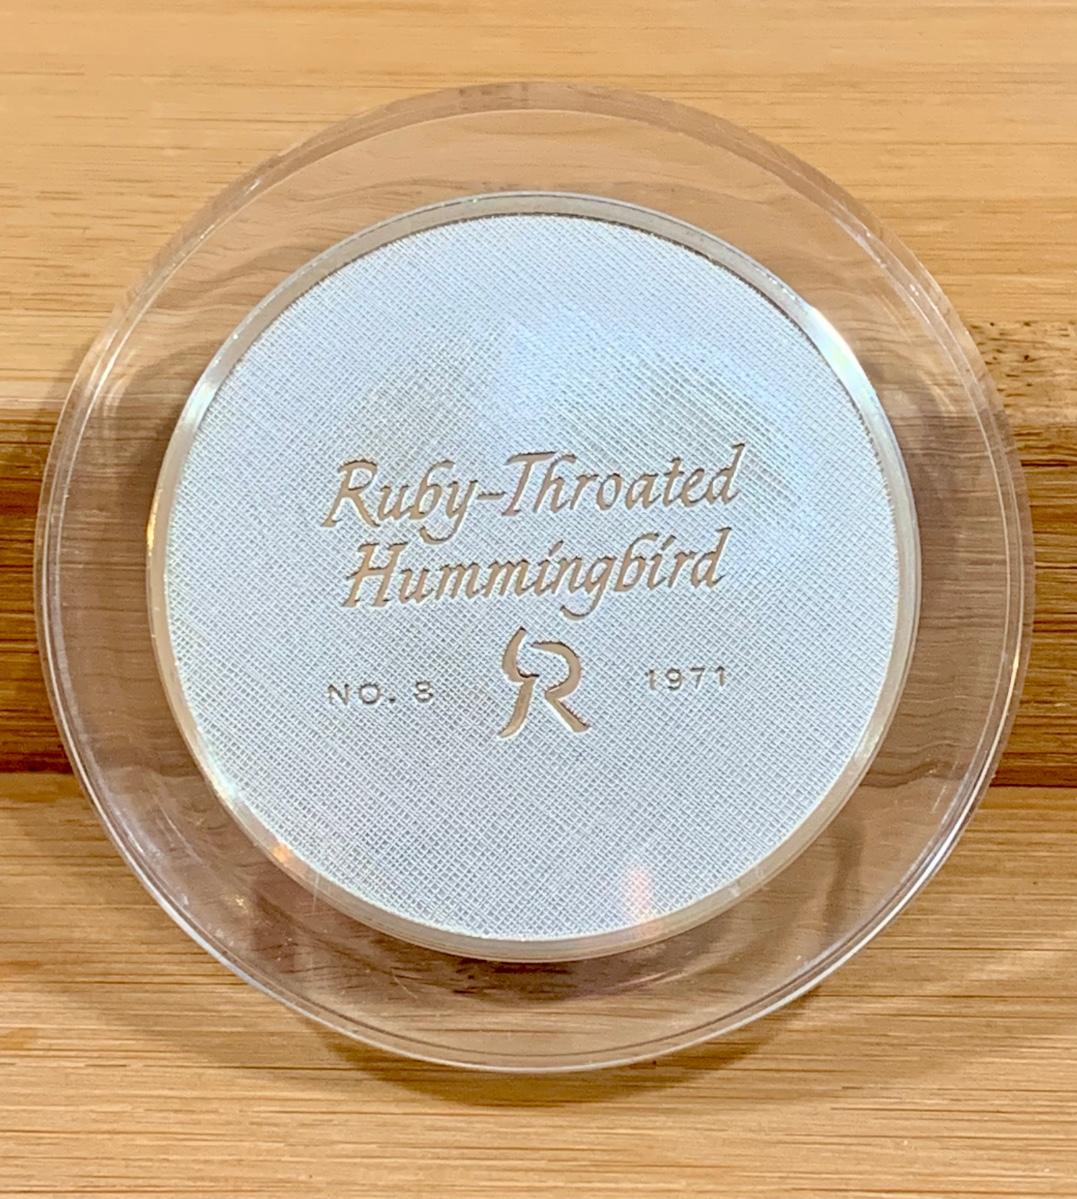 Ruby-Throated
Hummingbird
NO. 8 R 1971